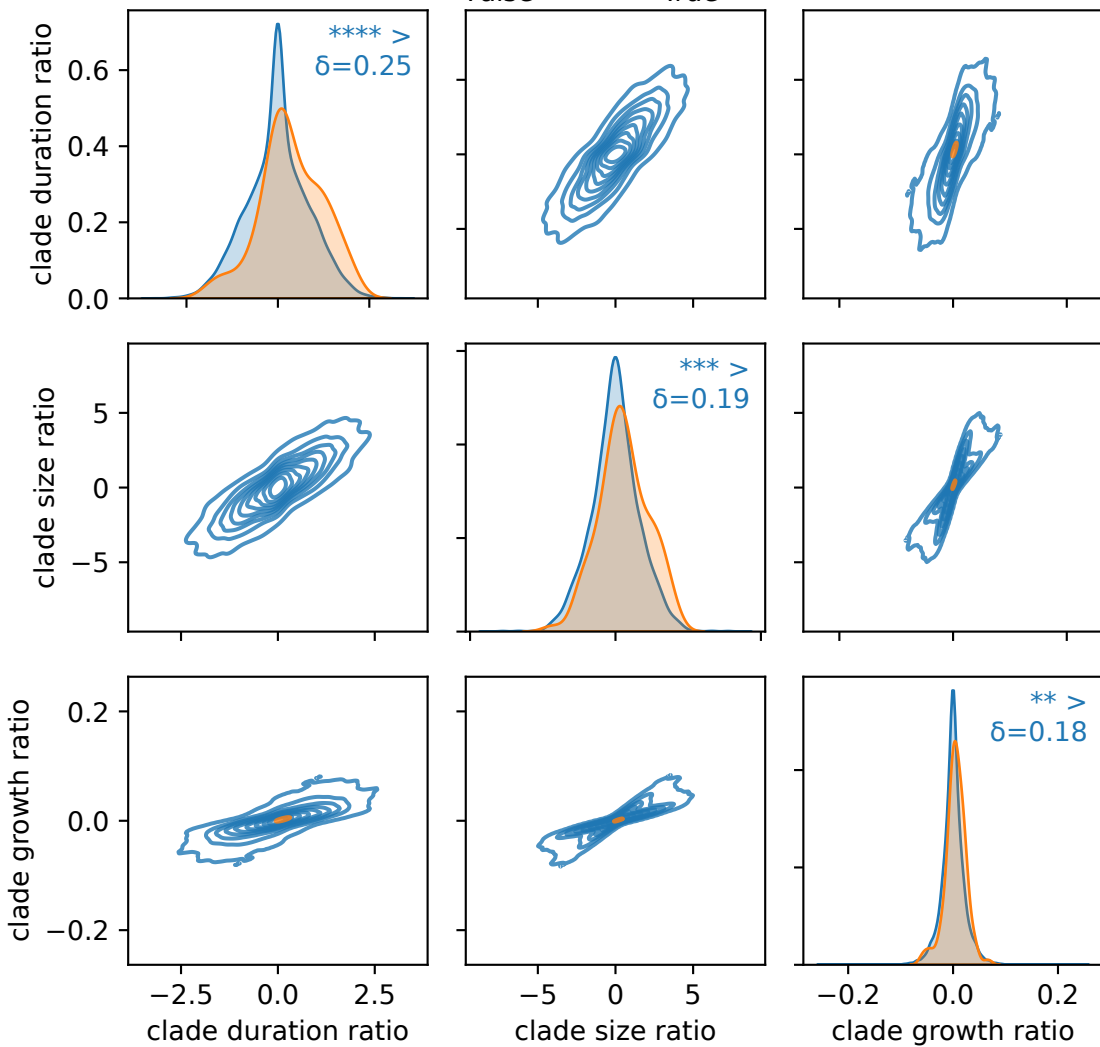 clade duration ratio
0.6
0.4
0.2
0.0
**** >
δ=0.25
clade size ratio
5
0
−5
*** >
δ=0.19
clade growth ratio
0.2
0.0
−0.2
** >
δ=0.18
−2.5 0.0 2.5
−5 0 5
−0.2 0.0 0.2
clade duration ratio
clade size ratio
clade growth ratio